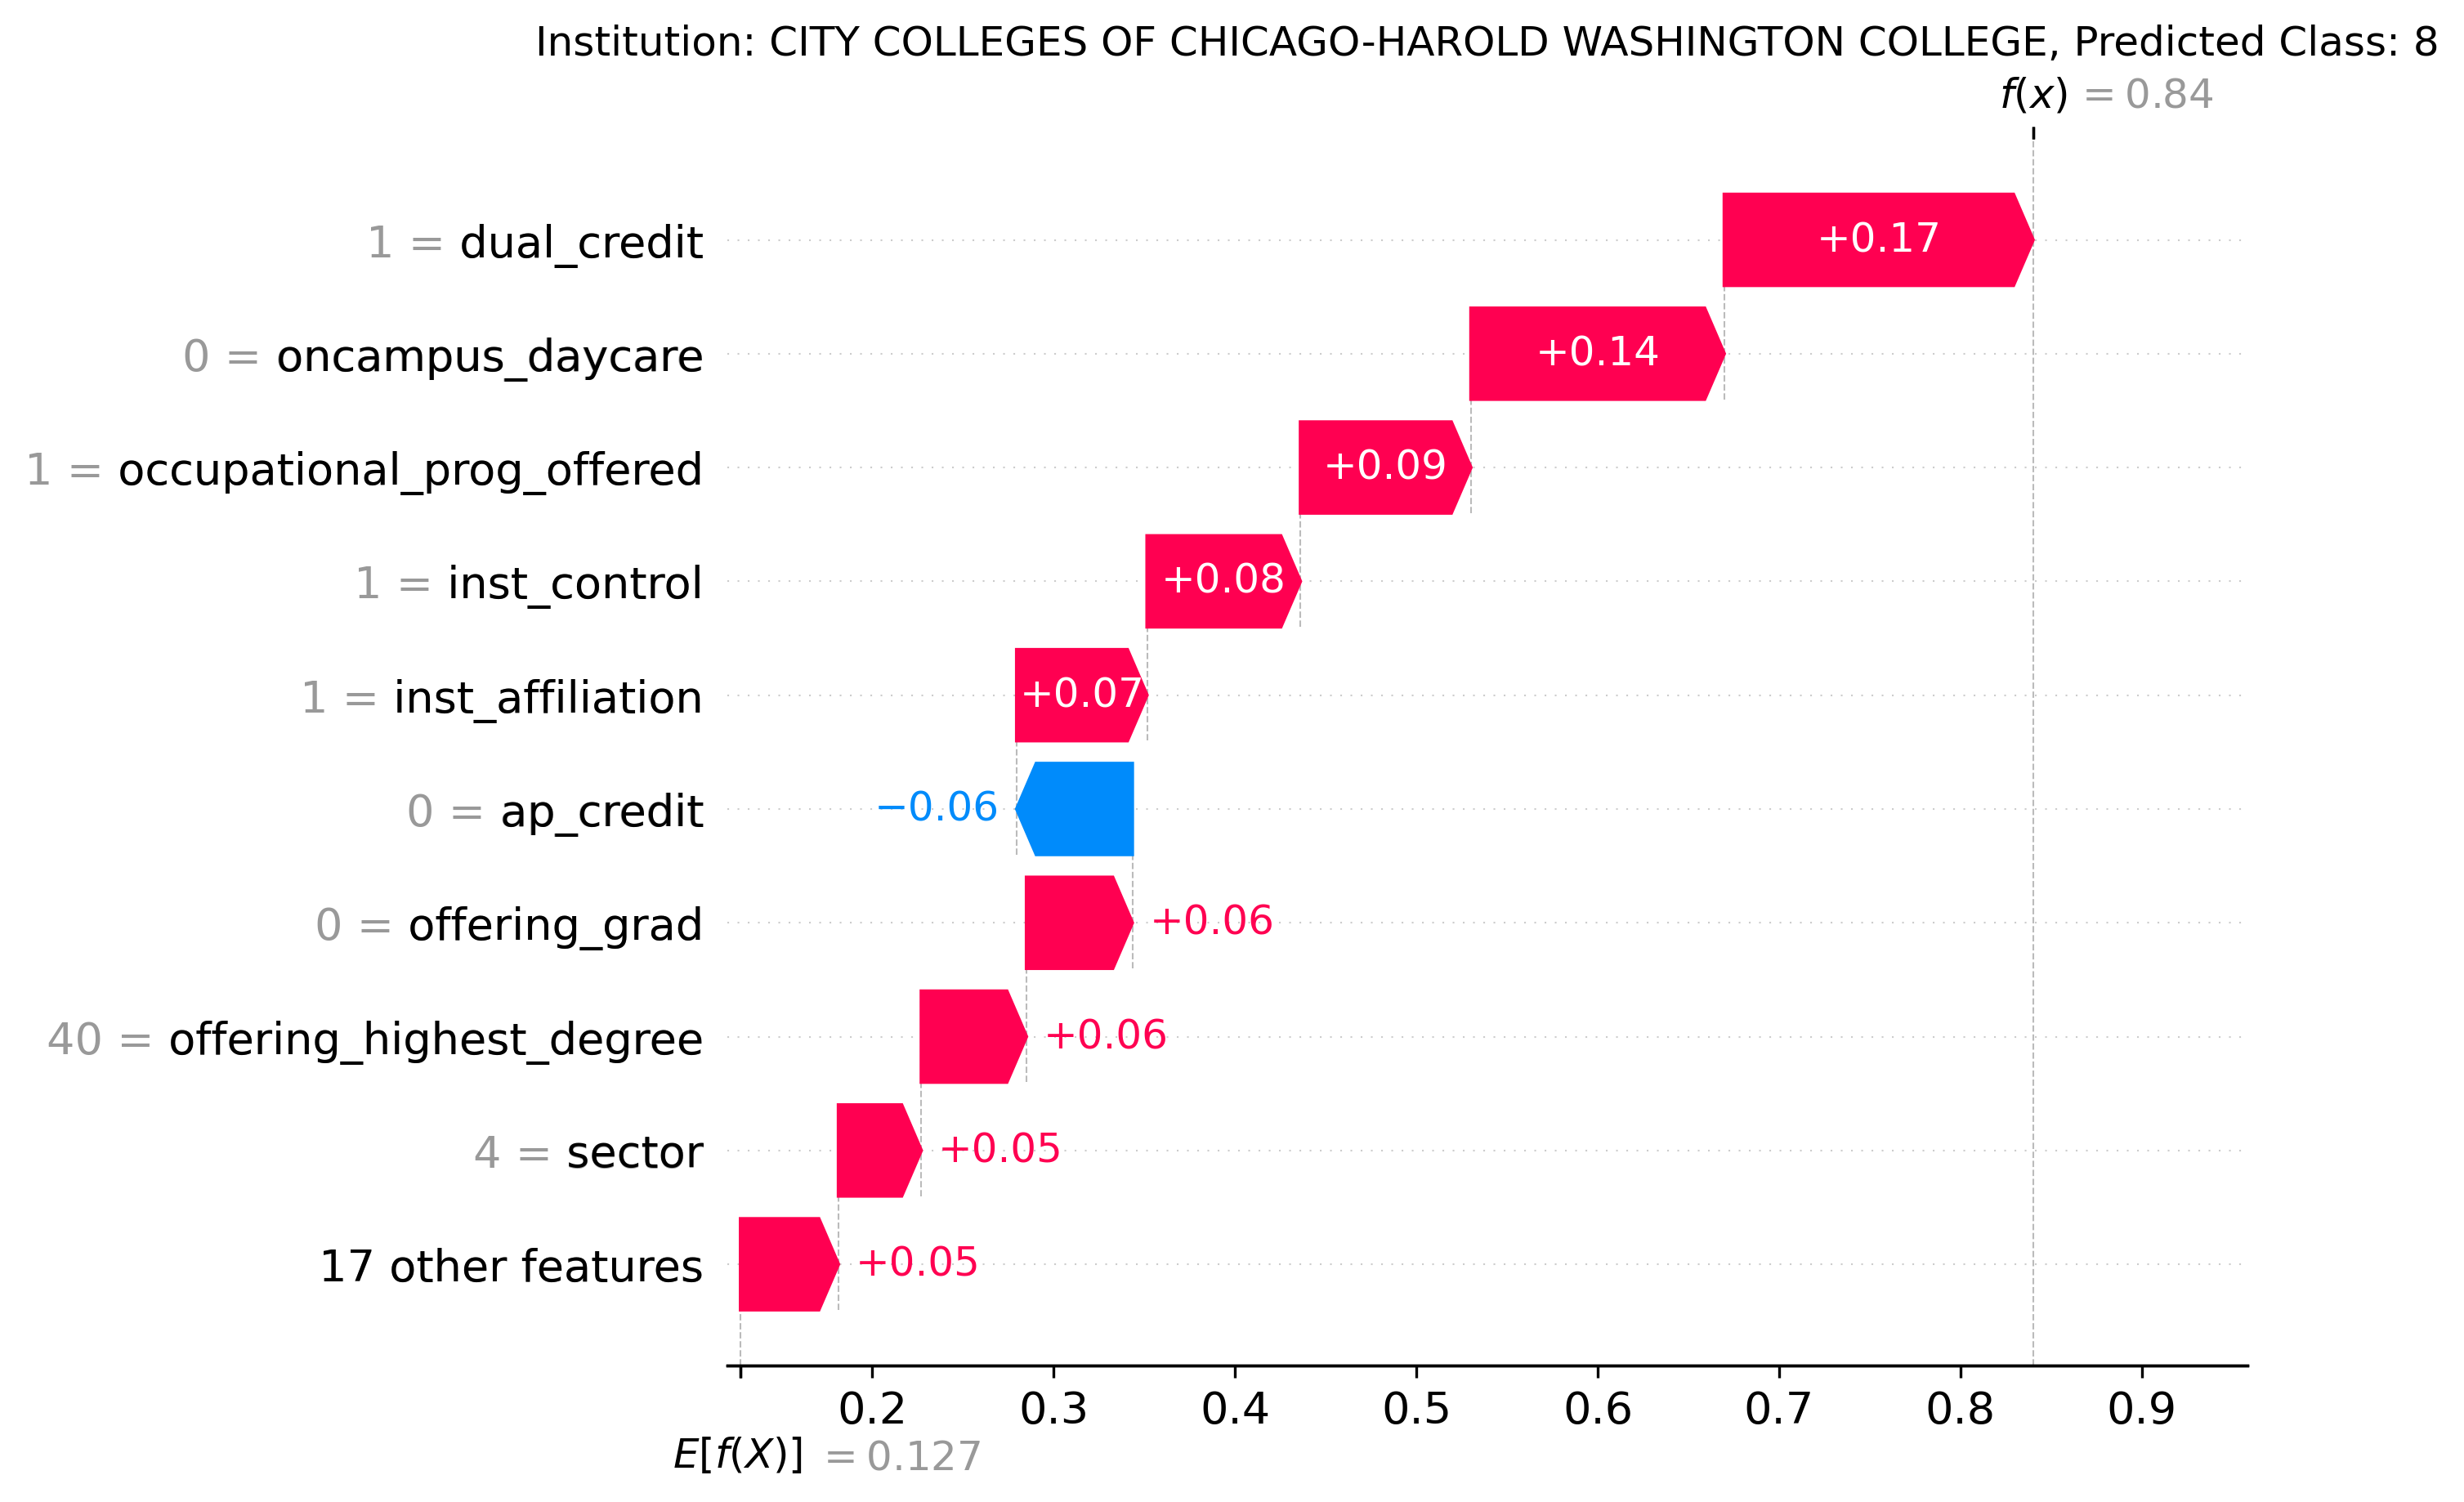 Institution: CITY COLLEGES OF CHICAGO-HAROLD WASHINGTON COLLEGE, Predicted Class: 8
f(x) = 0.84
1 = dual_credit +0.17
0 = oncampus_daycare +0.14
1 = occupational_prog_offered +0.09
1 = inst_control +0.08
1 = inst_affiliation +0.07
0 = ap_credit −0.06
0 = offering_grad +0.06
40 = offering_highest_degree +0.06
4 = sector +0.05
17 other features +0.05
0.2 0.3 0.4 0.5 0.6 0.7 0.8 0.9
E[f(X)] = 0.127